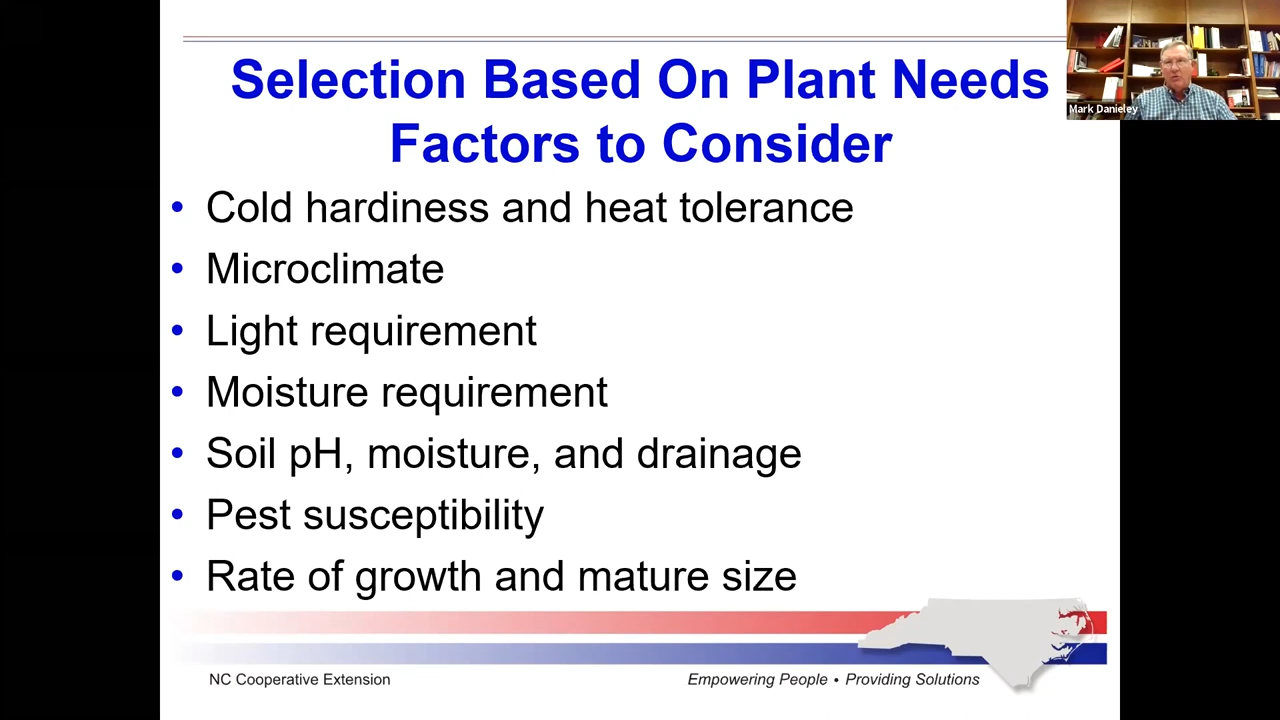 Selection Based On Plant Needs
Factors to Consider
• Cold hardiness and heat tolerance
• Microclimate
• Light requirement
• Moisture requirement
• Soil pH, moisture, and drainage
• Pest susceptibility
• Rate of growth and mature size
NC Cooperative Extension
Empowering People • Providing Solutions
Mark Danieley